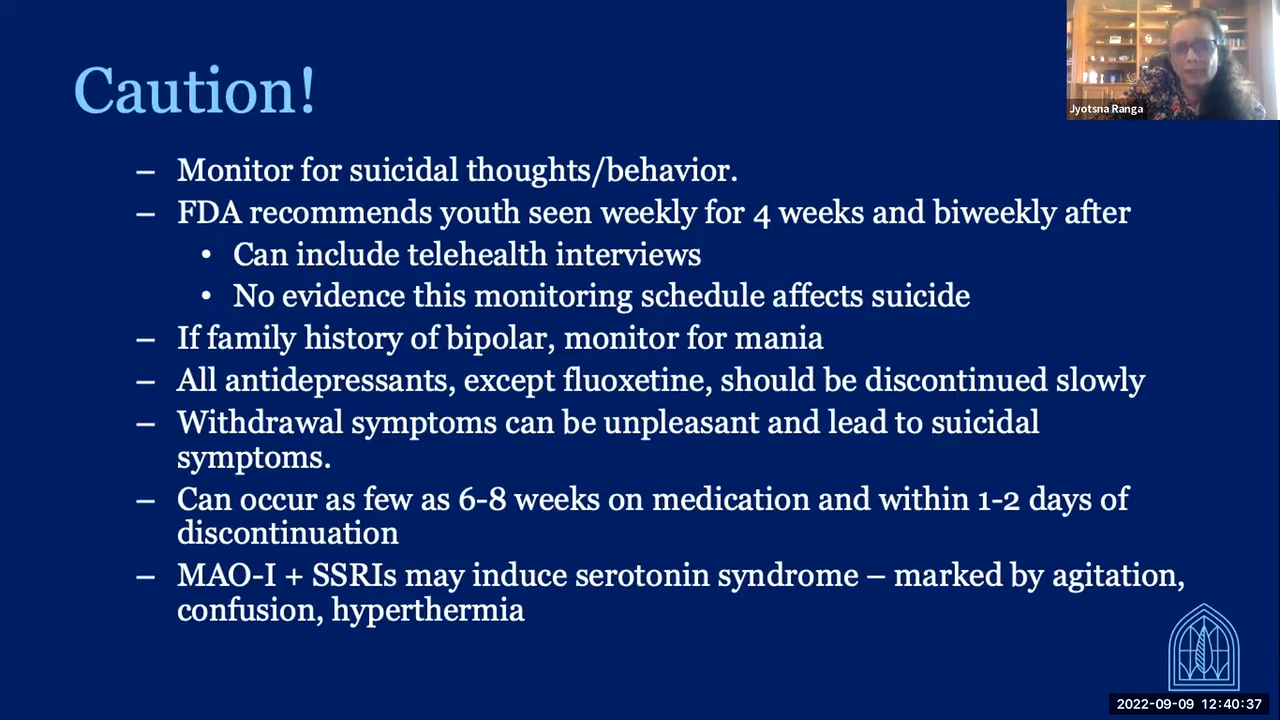 Caution!
Jyotsna Ranga
– Monitor for suicidal thoughts/behavior.
– FDA recommends youth seen weekly for 4 weeks and biweekly after
• Can include telehealth interviews
• No evidence this monitoring schedule affects suicide
– If family history of bipolar, monitor for mania
– All antidepressants, except fluoxetine, should be discontinued slowly
– Withdrawal symptoms can be unpleasant and lead to suicidal
symptoms.
– Can occur as few as 6-8 weeks on medication and within 1-2 days of
discontinuation
– MAO-I + SSRIs may induce serotonin syndrome – marked by agitation,
confusion, hyperthermia
2022-09-09 12:40:37